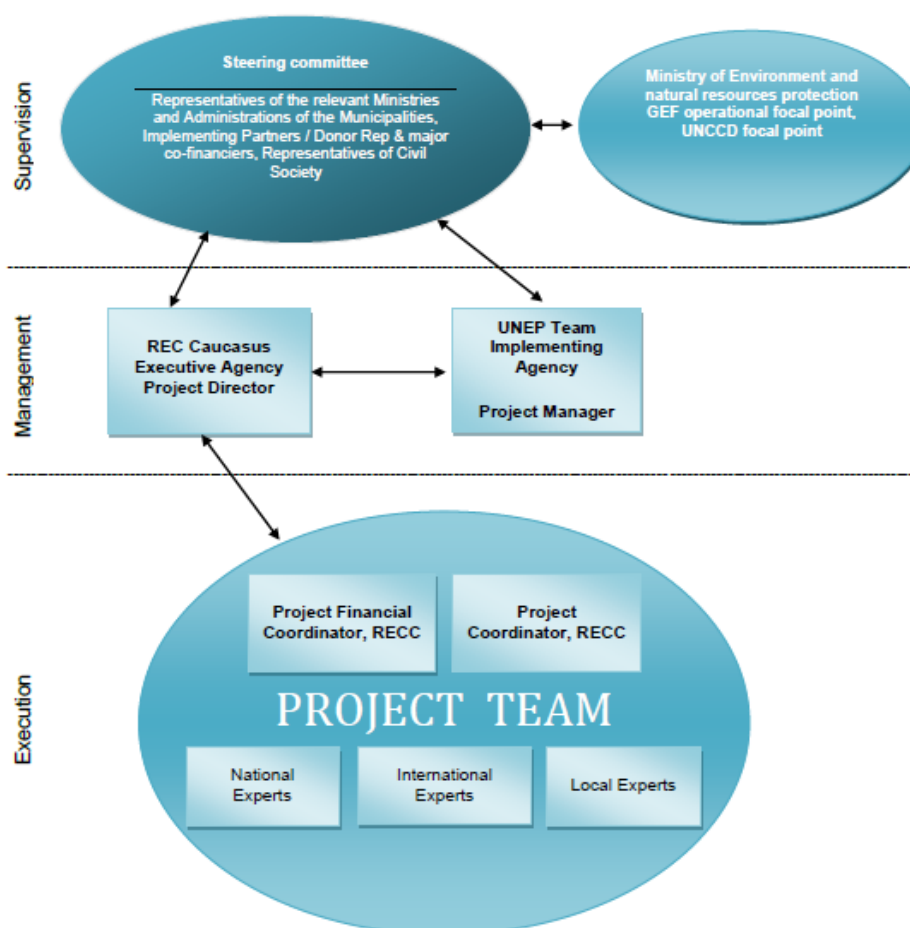 Supervision
Steering committee
Representatives of the relevant Ministries
and Administrations of the Municipalities,
Implementing Partners / Donor Rep & major
co-financiers, Representatives of Civil
Society
Ministry of Environment and
natural resources protection
GEF operational focal point,
UNCCD focal point
Management
REC Caucasus
Executive Agency
Project Director
UNEP Team
Implementing
Agency
Project Manager
Execution
Project Financial
Coordinator, RECC
Project
Coordinator, RECC
PROJECT TEAM
National
Experts
International
Experts
Local Experts